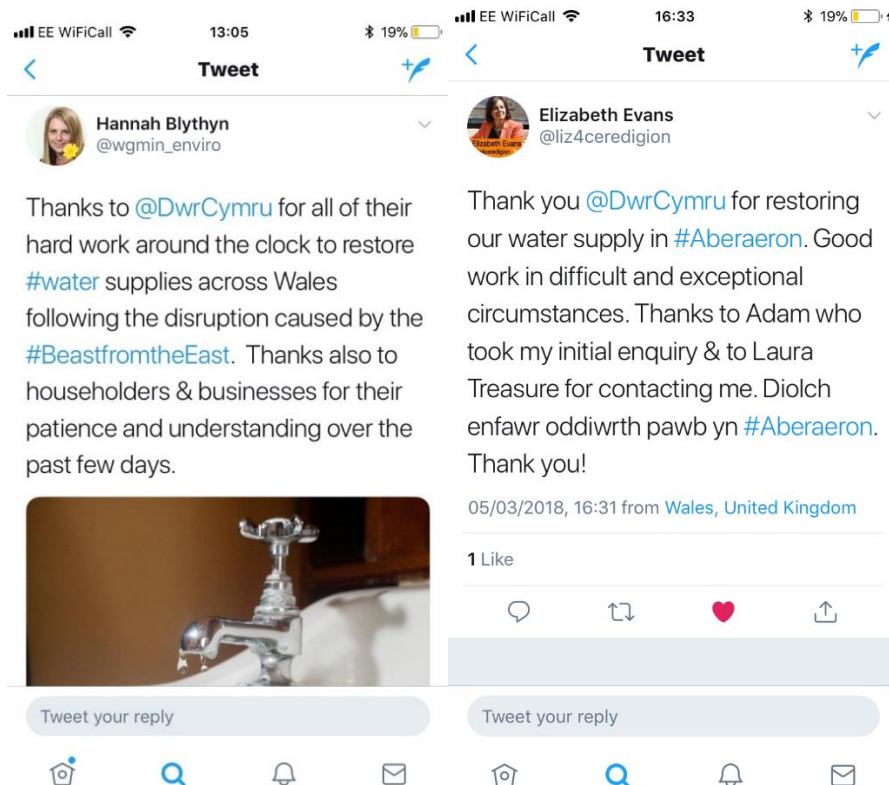 EE WiFiCall 13:05 19%
Tweet
Hannah Blythyn
@wgmin_enviro
Thanks to @DwrCymru for all of their
hard work around the clock to restore
#water supplies across Wales
following the disruption caused by the
#BeastfromtheEast. Thanks also to
householders & businesses for their
patience and understanding over the
past few days.
Tweet your reply
EE WiFiCall 16:33 19%
Tweet
Elizabeth Evans
@liz4ceredigion
Elizabeth Evans
Thank you @DwrCymru for restoring
our water supply in #Aberaeron. Good
work in difficult and exceptional
circumstances. Thanks to Adam who
took my initial enquiry & to Laura
Treasure for contacting me. Diolch
enfawr oddiwrth pawb yn #Aberaeron.
Thank you!
05/03/2018, 16:31 from Wales, United Kingdom
1 Like
Tweet your reply